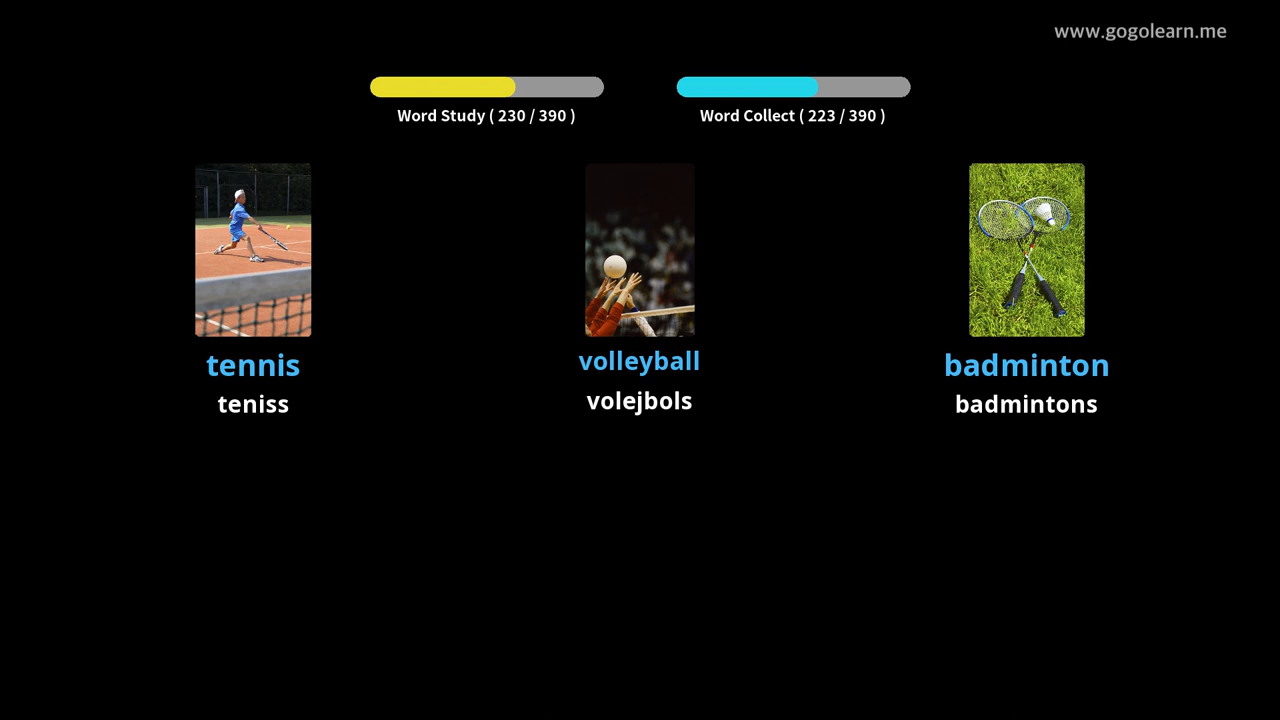 www.gogolearn.me
Word Study ( 230 / 390 )
Word Collect ( 223 / 390 )
tennis
teniss
volleyball
volejbols
badminton
badmintons